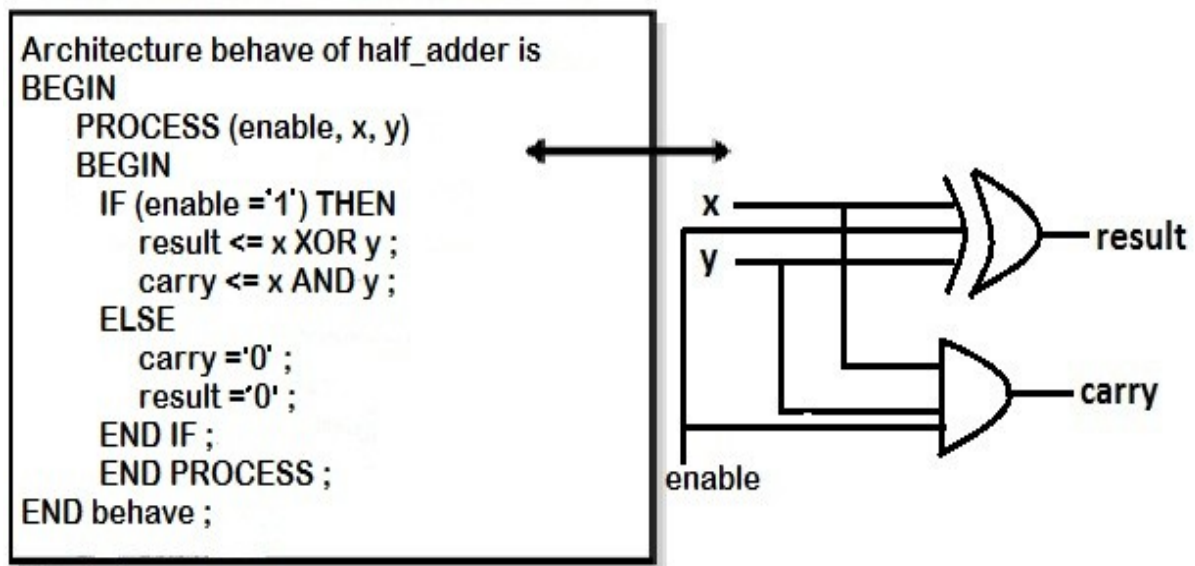 Architecture behave of half_adder is
BEGIN
PROCESS (enable, x, y)
BEGIN
IF (enable ='1') THEN
result <= x XOR y ;
carry <= x AND y ;
ELSE
carry ='0' ;
result ='0' ;
END IF ;
END PROCESS ;
END behave ;
x
y
result
carry
enable